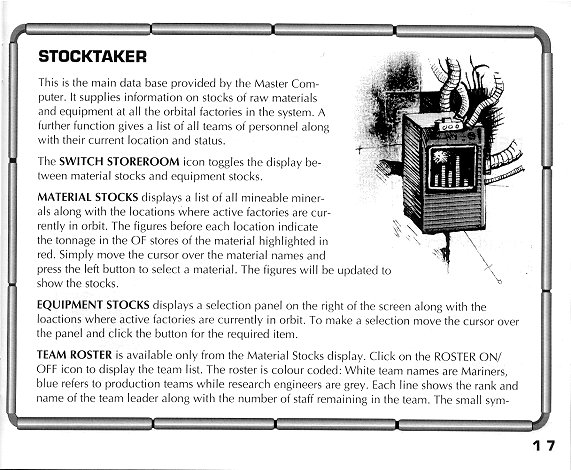 STOCKTAKER
This is the main data base provided by the Master Com-
puter. It supplies information on stocks of raw materials
and equipment at all the orbital factories in the system. A
further function gives a list of all teams of personnel along
with their current location and status.
The SWITCH STOREROOM icon toggles the display be-
tween material stocks and equipment stocks.
MATERIAL STOCKS displays a list of all mineable miner-
als along with the locations where active factories are cur-
rently in orbit. The figures before each location indicate
the tonnage in the OF stores of the material highlighted in
red. Simply move the cursor over the material names and
press the left button to select a material. The figures will be updated to
show the stocks.
EQUIPMENT STOCKS displays a selection panel on the right of the screen along with the
loactions where active factories are currently in orbit. To make a selection move the cursor over
the panel and click the button for the required item.
TEAM ROSTER is available only from the Material Stocks display. Click on the ROSTER ON/
OFF icon to display the team list. The roster is colour coded: White team names are Mariners,
blue refers to production teams while research engineers are grey. Each line shows the rank and
name of the team leader along with the number of staff remaining in the team. The small sym-
17